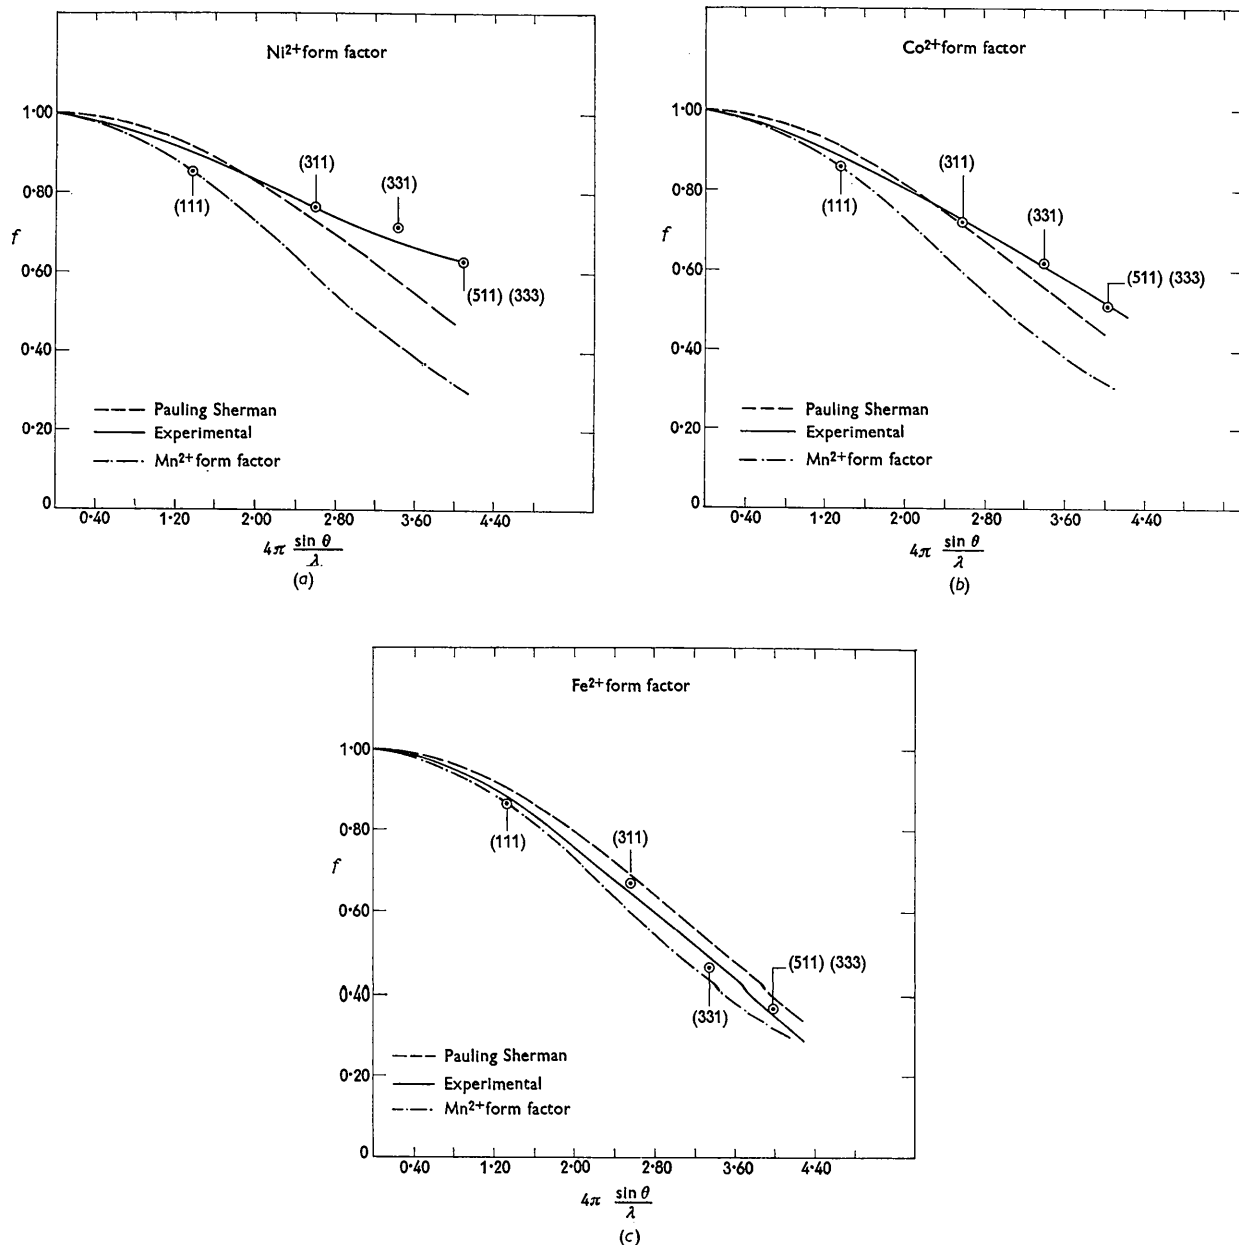 Ni²⁺form factor
1·00
0·80
f
0·60
0·40
0·20
0
(111)
(311)
(331)
(511) (333)
Pauling Sherman
Experimental
Mn²⁺form factor
0·40 1·20 2·00 2·80 3·60 4·40
4π sin θ / λ
(a)
Co²⁺form factor
1·00
0·80
f
0·60
0·40
0·20
0
(111)
(311)
(331)
(511) (333)
Pauling Sherman
Experimental
Mn²⁺form factor
0·40 1·20 2·00 2·80 3·60 4·40
4π sin θ / λ
(b)
Fe²⁺form factor
1·00
0·80
f
0·60
0·40
0·20
0
(111)
(311)
(511) (333)
(331)
Pauling Sherman
Experimental
Mn²⁺form factor
0·40 1·20 2·00 2·80 3·60 4·40
4π sin θ / λ
(c)